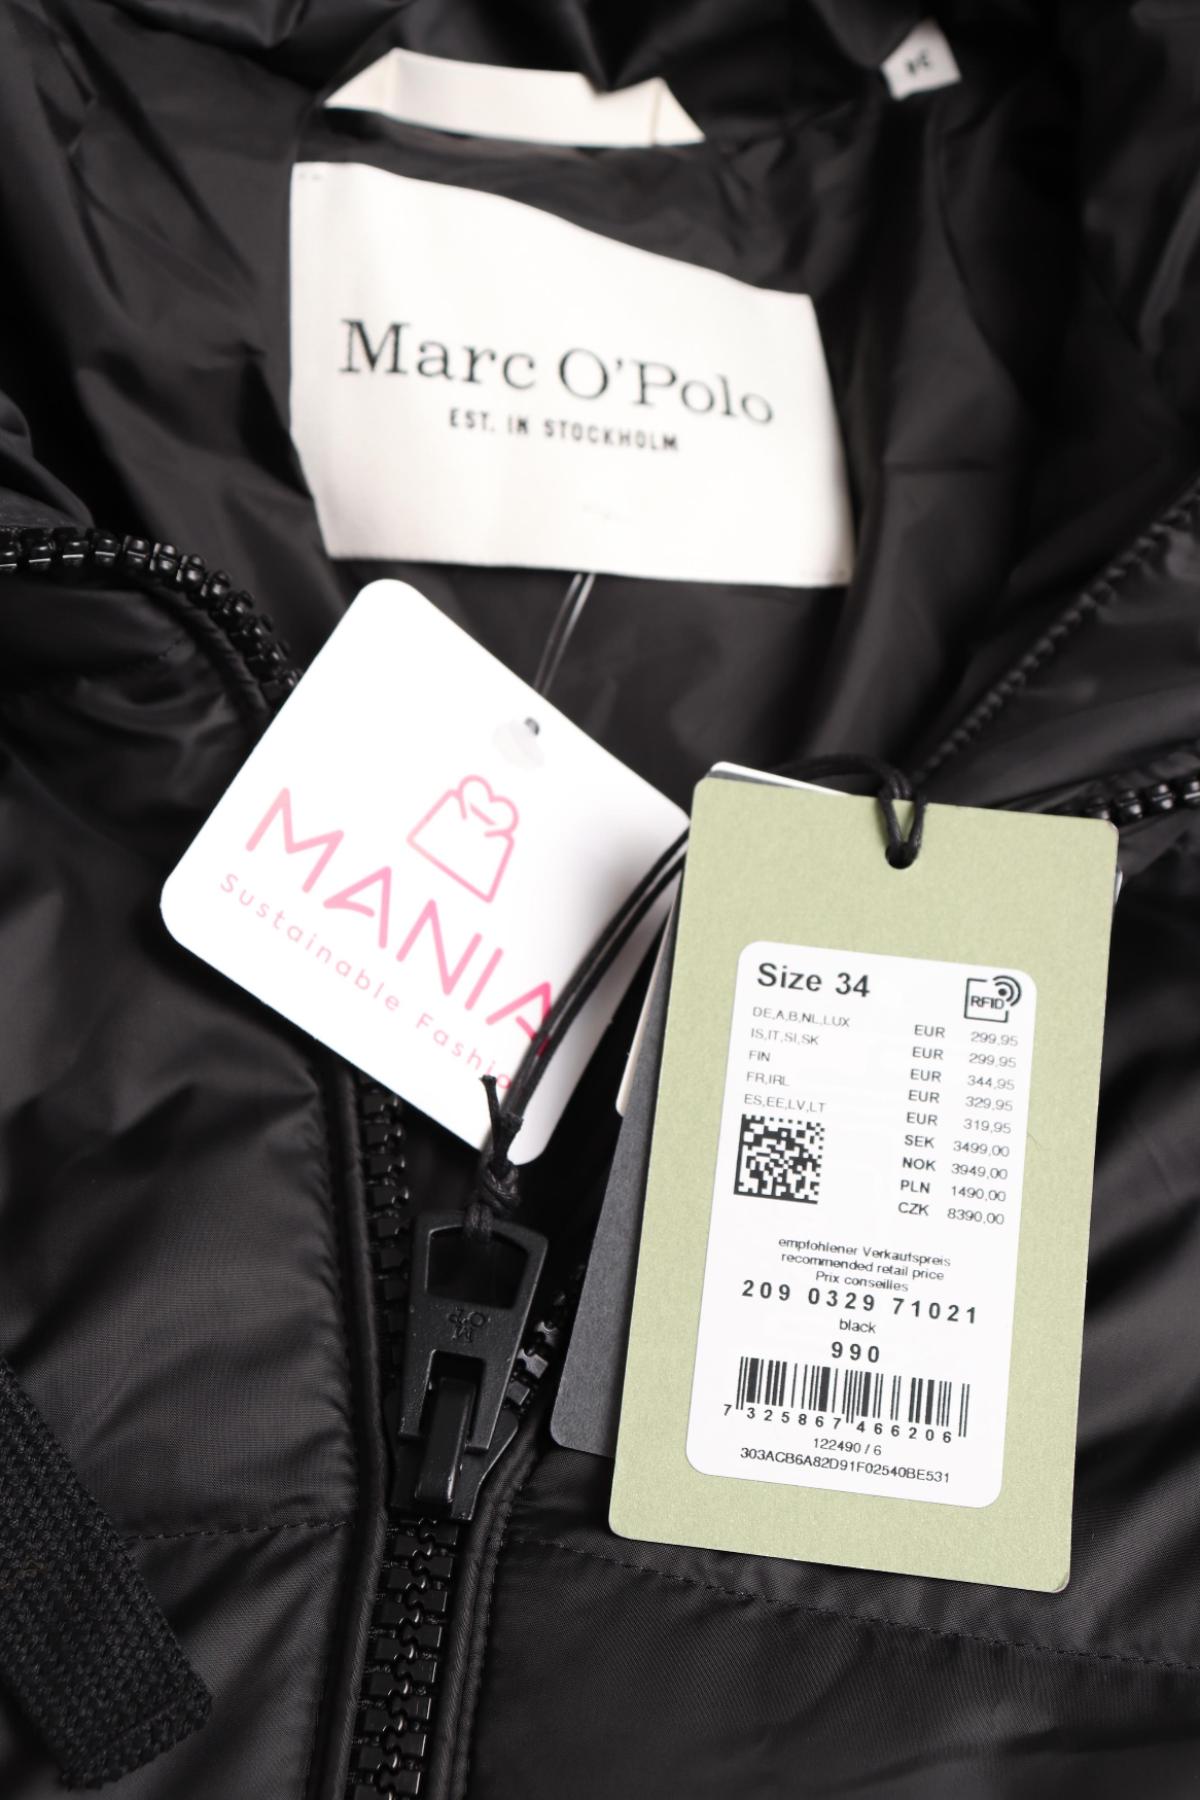 34
Marc O'Polo
EST. IN STOCKHOLM
MANIA
Sustainable Fashio
Size 34
RFID
DE,A,B,NL,LUX EUR 299,95
IS,IT,SI,SK EUR 299,95
FIN EUR 344,95
FR,IRL EUR 329,95
ES,EE,LV,LT EUR 319,95
SEK 3499,00
NOK 3949,00
PLN 1490,00
CZK 8390,00
empfohlener Verkaufspreis
recommended retail price
Prix conseilles
209 0329 71021
black
990
7 325867 466206
122490 / 6
303ACB6A82D91F02540BE531
M
O'P